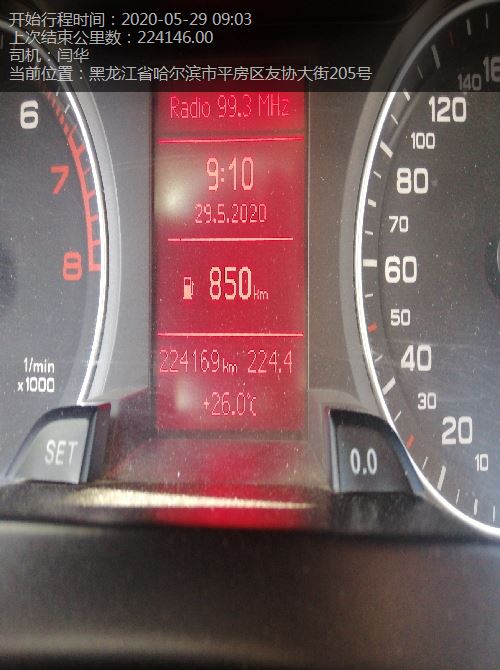 开始行程时间：2020-05-29 09:03
上次结束公里数：224146.00
司机：闫华
当前位置：黑龙江省哈尔滨市平房区友协大街205号
Radio 99.3 MHz
9:10
29.5.2020
850km
224169km 224.4
+26.0℃
6
7
8
1/min
x1000
SET
0.0
140
120
100
80
70
60
50
40
30
20
10